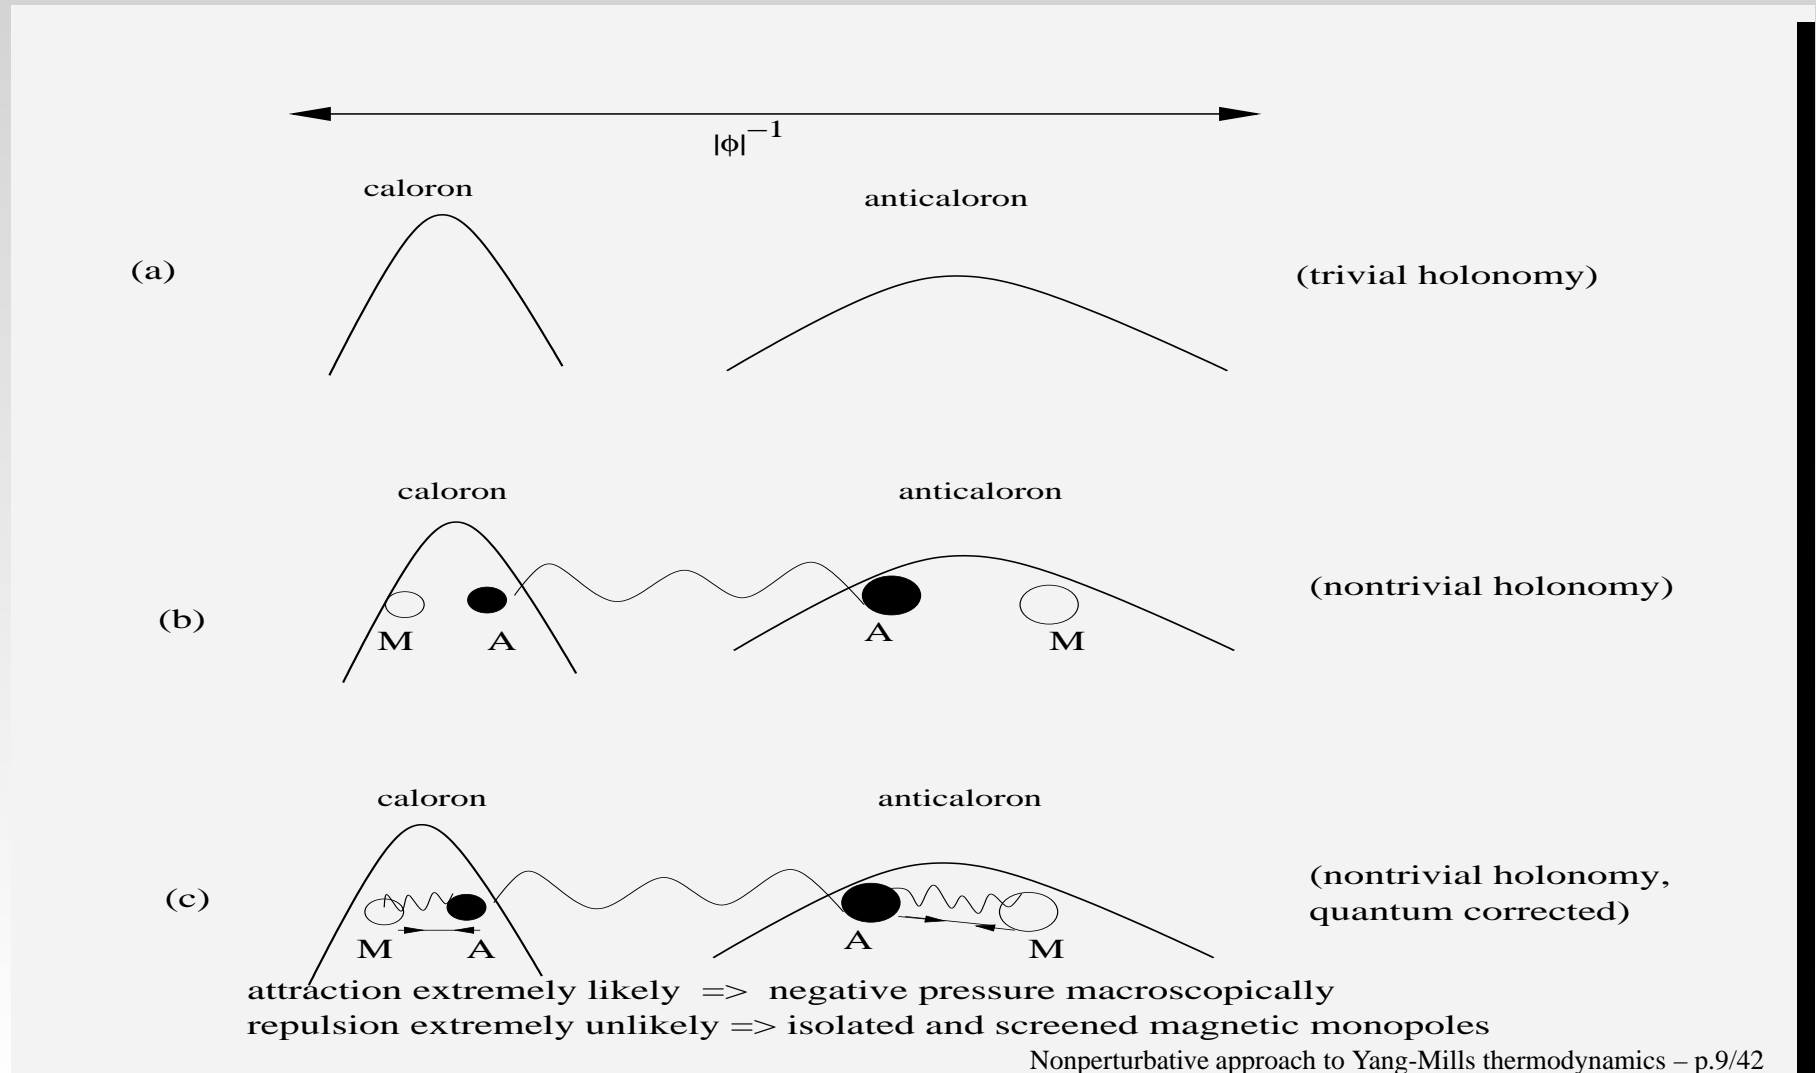 |ϕ|⁻¹
caloron
anticaloron
(a)
(trivial holonomy)
caloron
anticaloron
(nontrivial holonomy)
(b)
M
A
A
M
caloron
anticaloron
(c)
(nontrivial holonomy,
quantum corrected)
M
A
A
M
attraction extremely likely => negative pressure macroscopically
repulsion extremely unlikely => isolated and screened magnetic monopoles
Nonperturbative approach to Yang-Mills thermodynamics – p.9/42